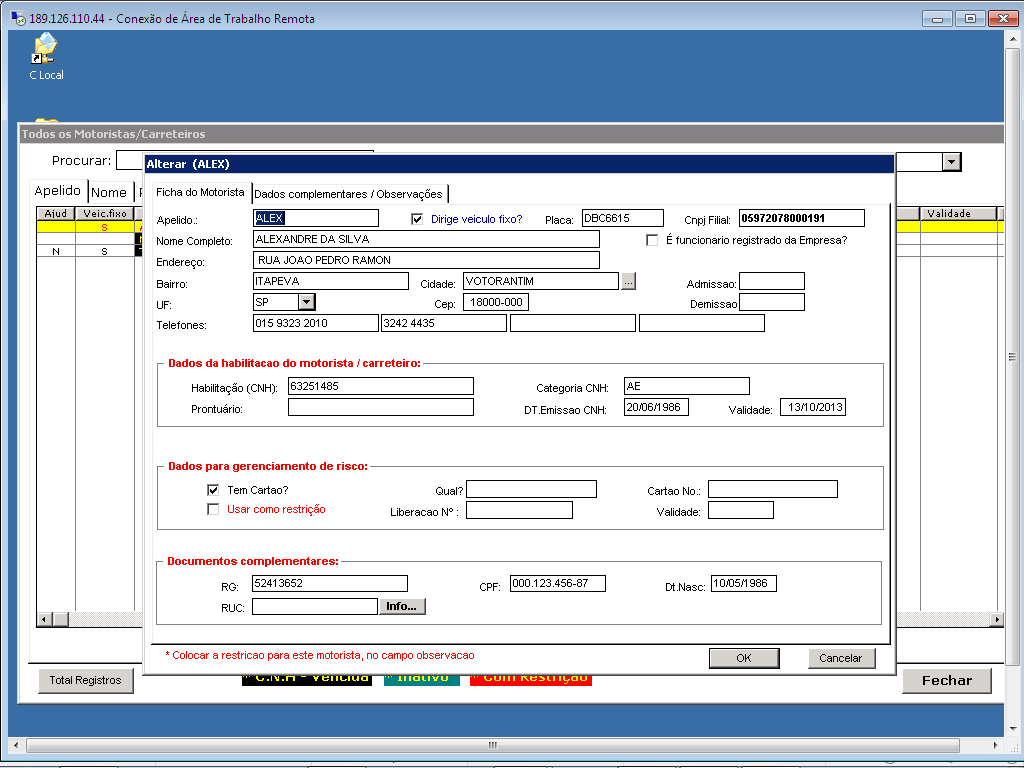 189.126.110.44 - Conexão de Área de Trabalho Remota
C Local
Todos os Motoristas/Carreteiros
Procurar:
Alterar (ALEX)
Apelido
Nome
Ficha do Motorista
Dados complementares / Observações
Ajud
Veic.fixo
Validade
S
N
S
Apelido.:
ALEX
Dirige veiculo fixo?
Placa:
DBC6615
Cnpj Filial:
05972078000191
Nome Completo:
ALEXANDRE DA SILVA
É funcionario registrado da Empresa?
Endereço:
RUA JOAO PEDRO RAMON
Bairro:
ITAPEVA
Cidade:
VOTORANTIM
...
Admissao:
UF:
SP
Cep:
18000-000
Demissao
Telefones:
015 9323 2010
3242 4435
Dados da habilitacao do motorista / carreteiro:
Habilitação (CNH):
63251485
Categoria CNH:
AE
Prontuário:
DT.Emissao CNH:
20/06/1986
Validade:
13/10/2013
Dados para gerenciamento de risco:
Tem Cartao?
Qual?
Cartao No.:
Usar como restrição
Liberacao Nº :
Validade:
Documentos complementares:
RG:
52413652
CPF:
000.123.456-87
Dt.Nasc:
10/05/1986
RUC:
Info...
* Colocar a restricao para este motorista, no campo observacao
OK
Cancelar
Total Registros
* C.N.H - Vencida
* Inativo
* Com Restrição
Fechar